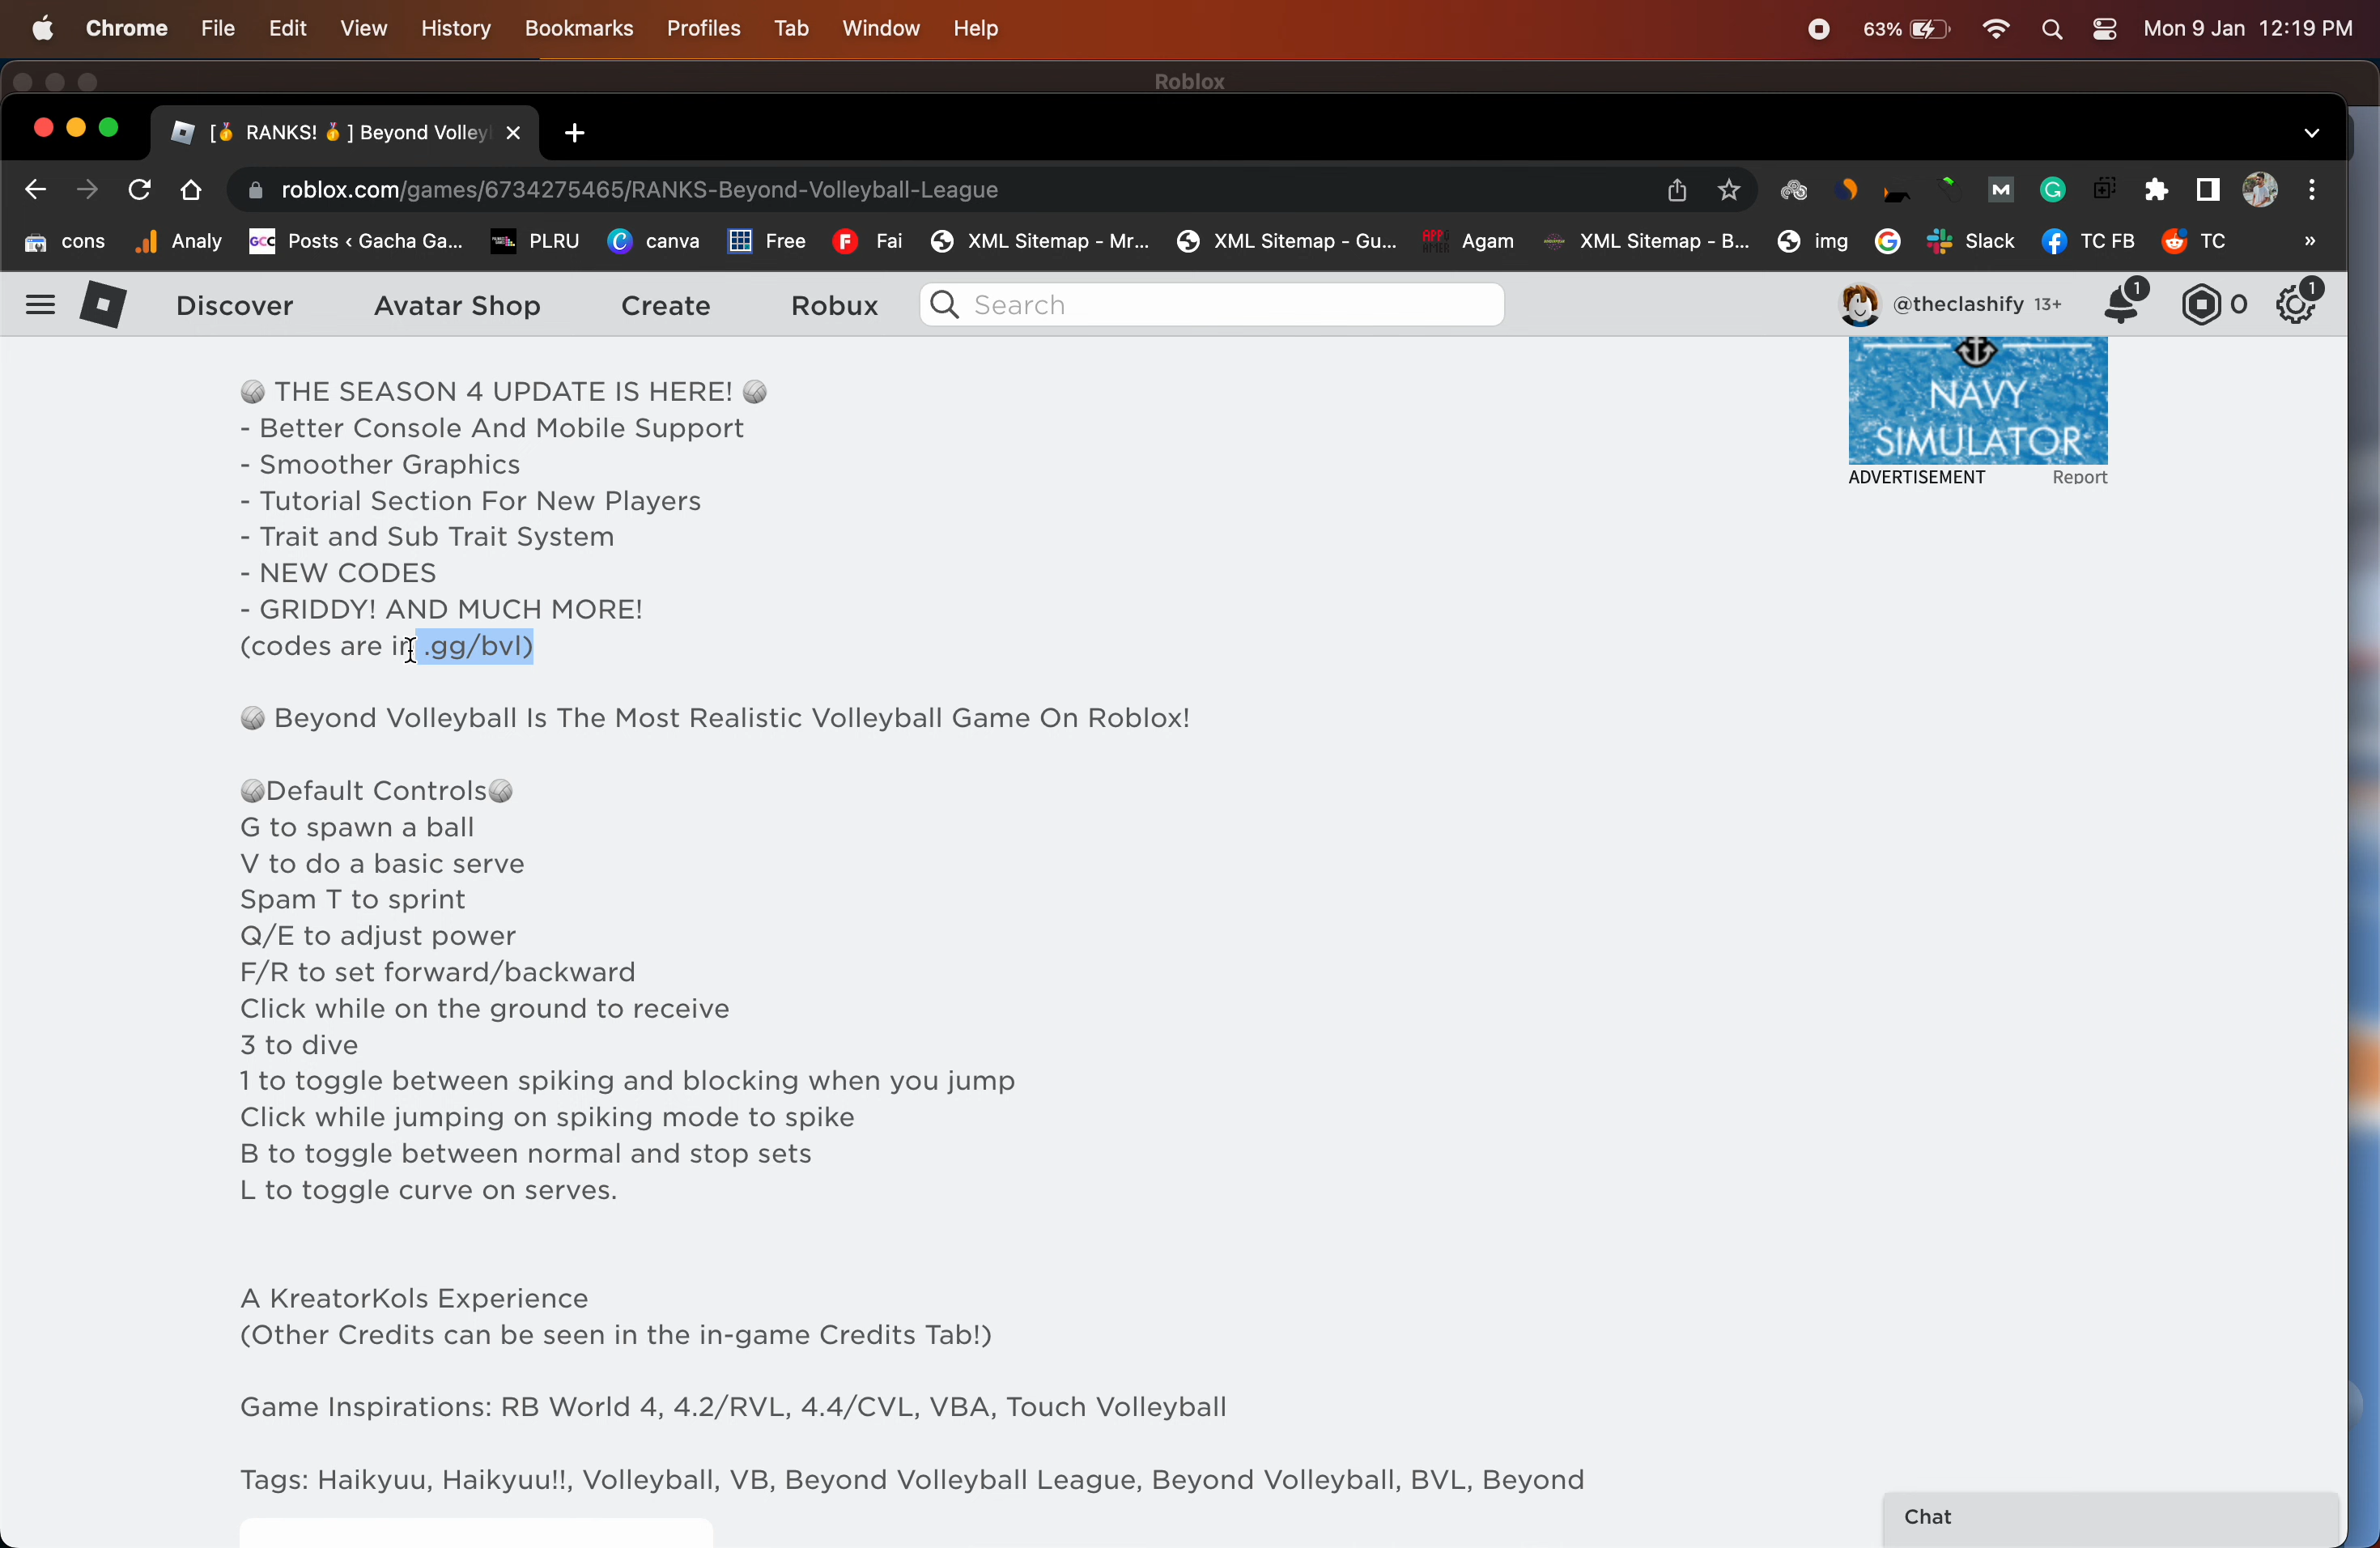 Chrome File Edit View History Bookmarks Profiles Tab Window Help 63% Mon 9 Jan 12:19 PM
Roblox
[🥇 RANKS! 🥇] Beyond Volley
roblox.com/games/6734275465/RANKS-Beyond-Volleyball-League
cons Analy GCC Posts ‹ Gacha Ga... PLRU canva Free Fai XML Sitemap - Mr... XML Sitemap - Gu... Agam XML Sitemap - B... img Slack TC FB TC »
Discover Avatar Shop Create Robux Search @theclashify 13+ 1 0 1
🏐 THE SEASON 4 UPDATE IS HERE! 🏐
- Better Console And Mobile Support
- Smoother Graphics
- Tutorial Section For New Players
- Trait and Sub Trait System
- NEW CODES
- GRIDDY! AND MUCH MORE!
(codes are in .gg/bvl)
NAVY
SIMULATOR
ADVERTISEMENT Report
🏐 Beyond Volleyball Is The Most Realistic Volleyball Game On Roblox!
🏐Default Controls🏐
G to spawn a ball
V to do a basic serve
Spam T to sprint
Q/E to adjust power
F/R to set forward/backward
Click while on the ground to receive
3 to dive
1 to toggle between spiking and blocking when you jump
Click while jumping on spiking mode to spike
B to toggle between normal and stop sets
L to toggle curve on serves.
A KreatorKols Experience
(Other Credits can be seen in the in-game Credits Tab!)
Game Inspirations: RB World 4, 4.2/RVL, 4.4/CVL, VBA, Touch Volleyball
Tags: Haikyuu, Haikyuu!!, Volleyball, VB, Beyond Volleyball League, Beyond Volleyball, BVL, Beyond
Chat